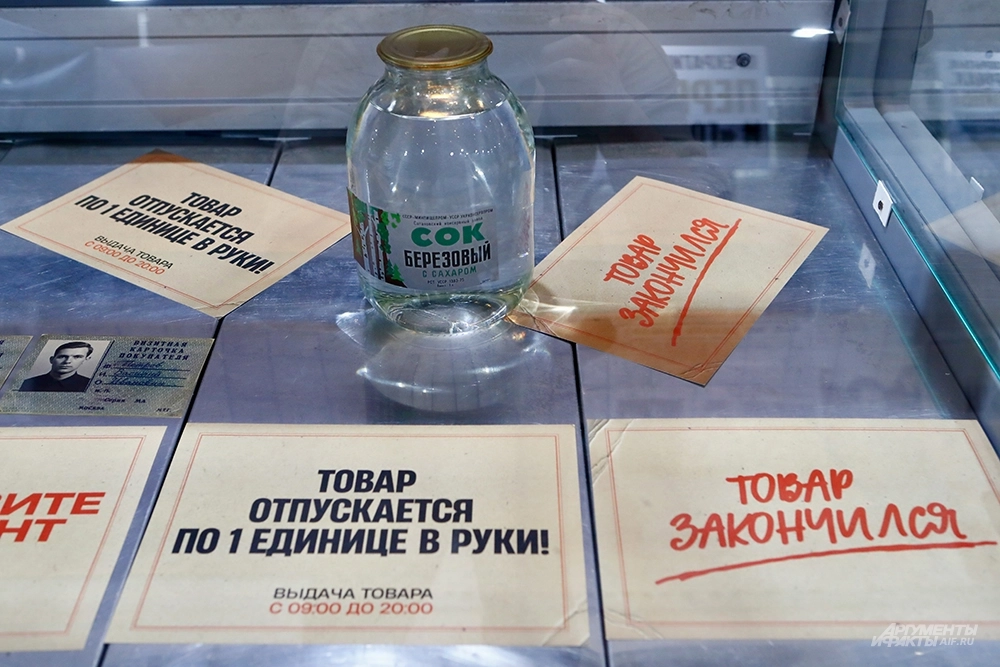 ТОВАР
ОТПУСКАЕТСЯ
ПО 1 ЕДИНИЦЕ В РУКИ!
ВЫДАЧА ТОВАРА
С 09:00 ДО 20:00
СОК
БЕРЕЗОВЫЙ
С САХАРОМ
ТОВАР
ЗАКОНЧИЛСЯ
ВИЗИТНАЯ
КАРТОЧКА
ПОКУПАТЕЛЯ
МОСКВА
ТОВАР
ОТПУСКАЕТСЯ
ПО 1 ЕДИНИЦЕ В РУКИ!
ВЫДАЧА ТОВАРА
С 09:00 ДО 20:00
ТОВАР
ЗАКОНЧИЛСЯ
АРГУМЕНТЫ
И ФАКТЫ AIF.RU